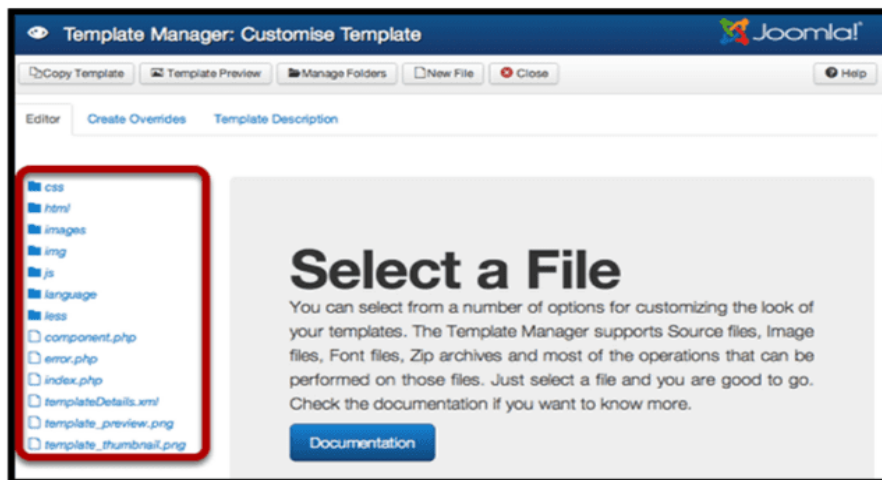 Template Manager: Customise Template
Joomla!®
Copy Template
Template Preview
Manage Folders
New File
Close
Help
Editor
Create Overrides
Template Description
css
html
images
img
js
language
less
component.php
error.php
index.php
templateDetails.xml
template_preview.png
template_thumbnail.png
Select a File
You can select from a number of options for customizing the look of
your templates. The Template Manager supports Source files, Image
files, Font files, Zip archives and most of the operations that can be
performed on those files. Just select a file and you are good to go.
Check the documentation if you want to know more.
Documentation